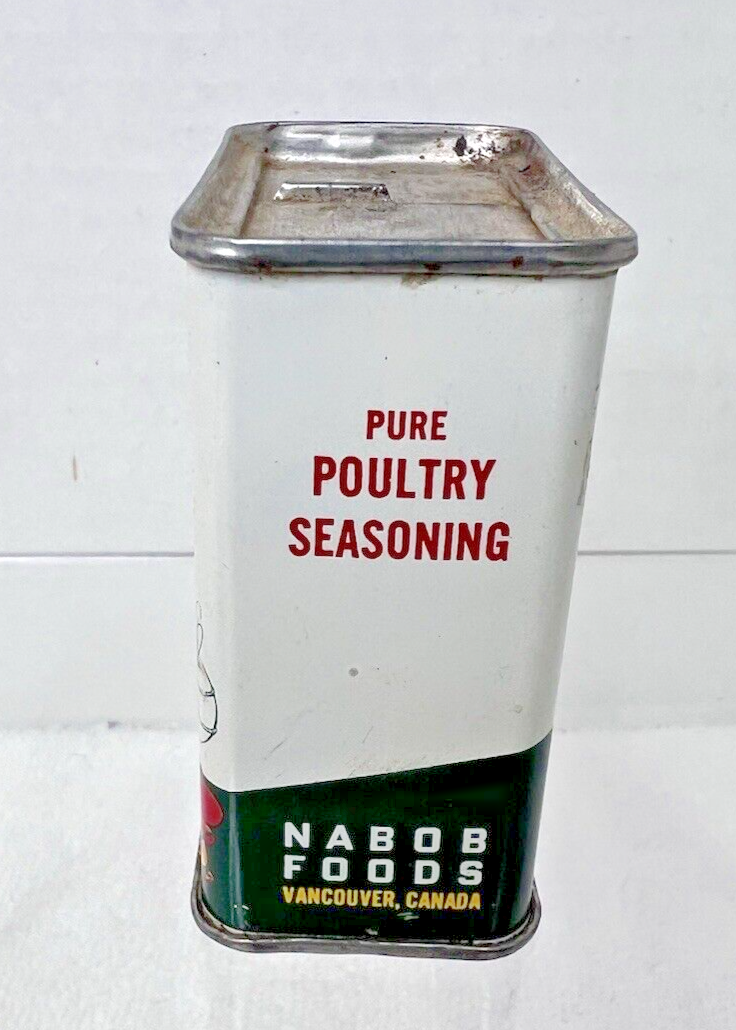 PURE
POULTRY
SEASONING
NABOB
FOODS
VANCOUVER, CANADA